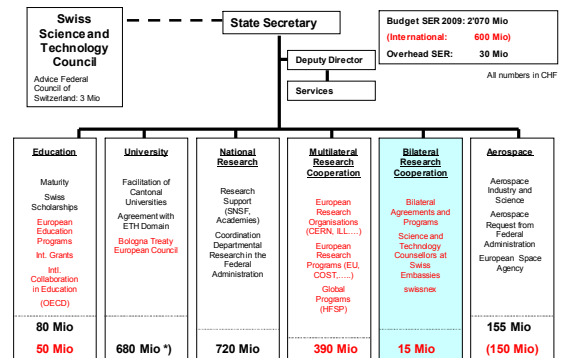 Swiss
Science and
Technology
Council
Advice Federal
Council of
Switzerland: 3 Mio
State Secretary
Deputy Director
Services
Budget SER 2009: 2'070 Mio
(International: 600 Mio)
Overhead SER: 30 Mio
All numbers in CHF
Education
Maturity
Swiss
Scholarships
European
Education
Programs
Int. Grants
Intl.
Collaboration
in Education
(OECD)
80 Mio
50 Mio
University
Facilitation of
Cantonal
Universities
Agreement with
ETH Domain
Bologna Treaty
European Council
680 Mio *)
National
Research
Research
Support
(SNSF,
Academies)
Coordination
Departmental
Research in the
Federal
Administration
720 Mio
Multilateral
Research
Cooperation
European
Research
Organisations
(CERN, ILL....)
European
Research
Programs (EU,
COST,.....)
Global
Programs
(HFSP)
390 Mio
Bilateral
Research
Cooperation
Bilateral
Agreements and
Programs
Science and
Technology
Counsellors at
Swiss
Embassies
swissnex
15 Mio
Aerospace
Aerospace
Industry and
Science
Aerospace
Request from
Federal
Administration
European Space
Agency
155 Mio
(150 Mio)